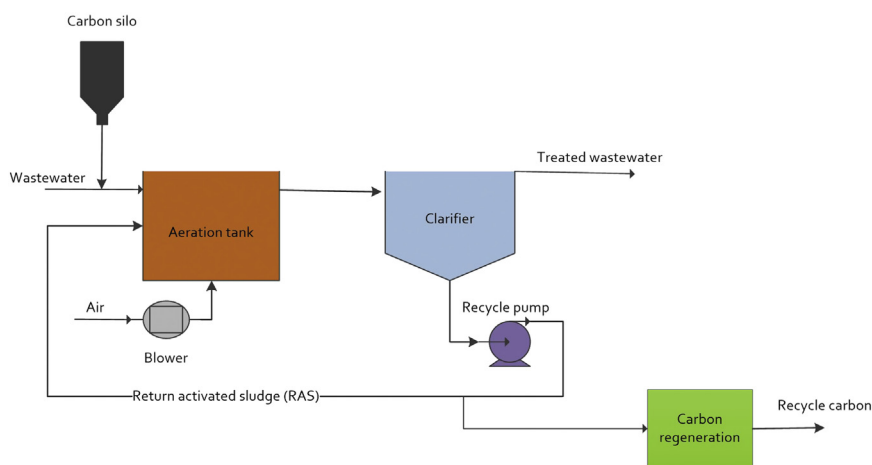 Carbon silo
Wastewater
Treated wastewater
Aeration tank
Clarifier
Air
Recycle pump
Blower
Return activated sludge (RAS)
Carbon
regeneration
Recycle carbon